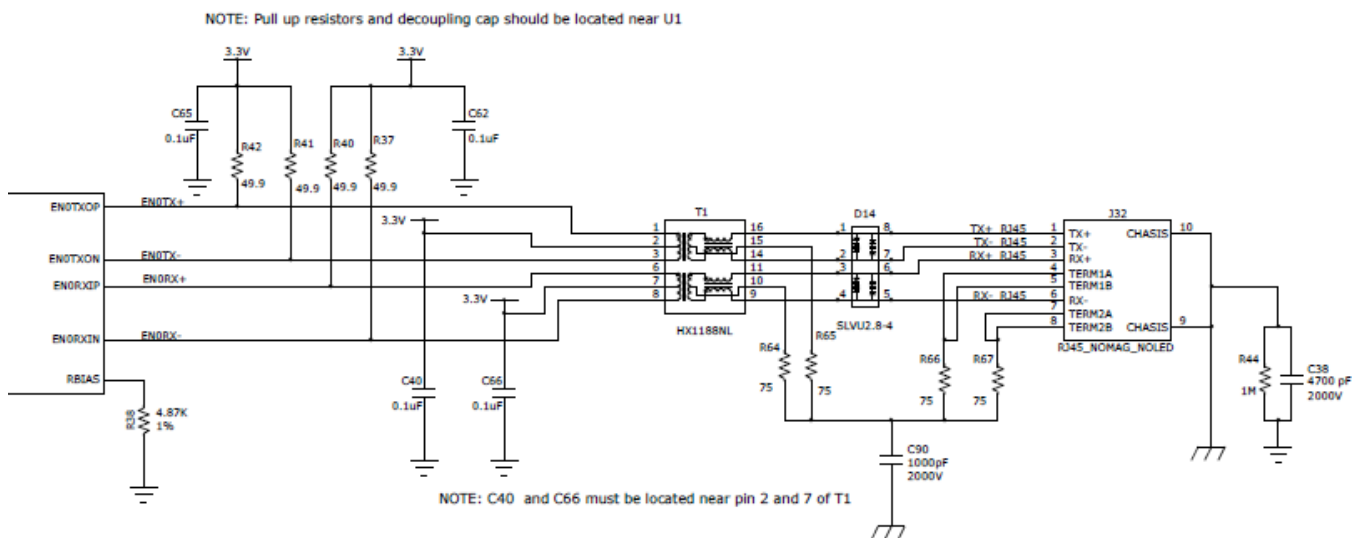 NOTE: Pull up resistors and decoupling cap should be located near U1
3.3V
3.3V
C65
0.1uF
R42
49.9
R41
49.9
R40
49.9
R37
49.9
C62
0.1uF
EN0TXOP
EN0TX+
EN0TXON
EN0TX-
EN0RXIP
EN0RX+
EN0RXIN
EN0RX-
RBIAS
R38
4.87K
1%
3.3V
3.3V
C40
0.1uF
C66
0.1uF
T1
1
2
3
6
7
8
16
15
14
11
10
9
HX1188NL
D14
1
2
3
4
8
7
6
5
SLVU2.8-4
TX+ RJ45
TX- RJ45
RX+ RJ45
RX- RJ45
J32
1
2
3
4
5
6
7
8
TX+
TX-
RX+
TERM1A
TERM1B
RX-
TERM2A
TERM2B
CHASIS
10
CHASIS
9
RJ45_NOMAG_NOLED
R64
75
R65
75
R66
75
R67
75
R44
1M
C38
4700 pF
2000V
C90
1000pF
2000V
NOTE: C40 and C66 must be located near pin 2 and 7 of T1